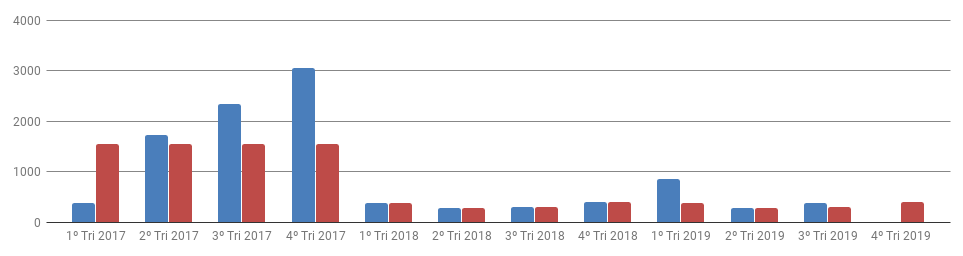 4000
3000
2000
1000
0
1º Tri 2017
2º Tri 2017
3º Tri 2017
4º Tri 2017
1º Tri 2018
2º Tri 2018
3º Tri 2018
4º Tri 2018
1º Tri 2019
2º Tri 2019
3º Tri 2019
4º Tri 2019